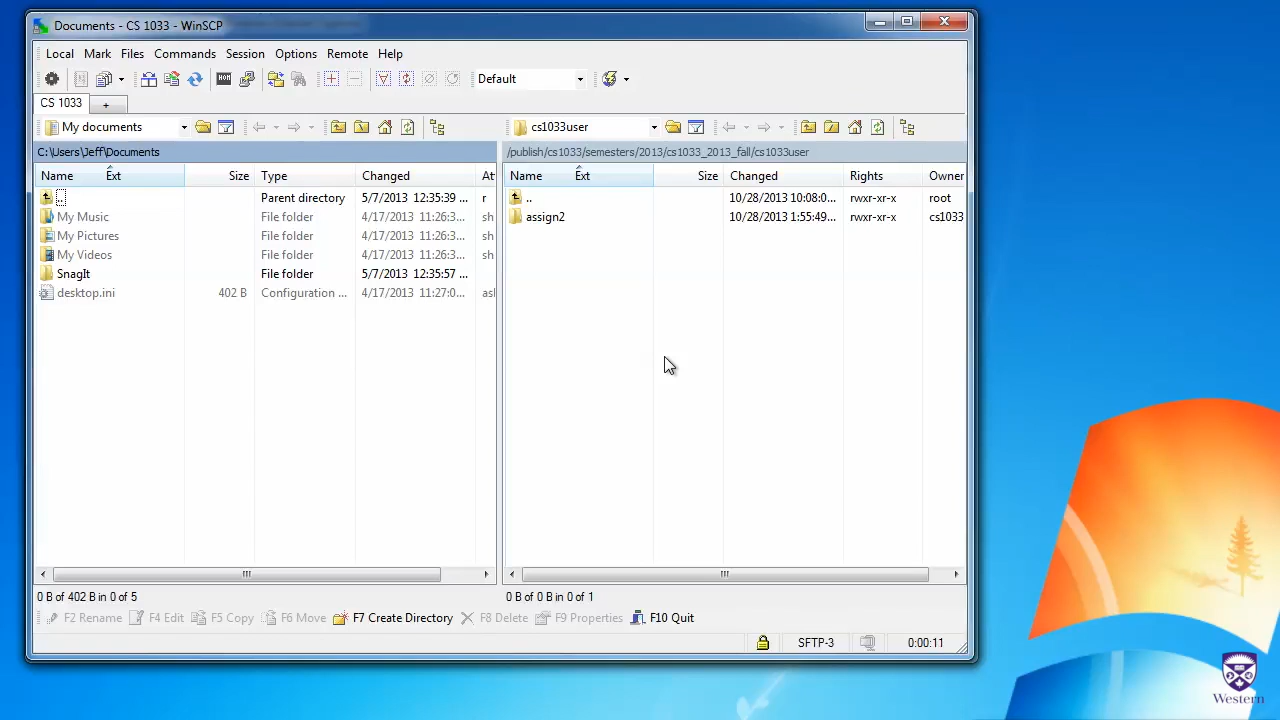 Documents - CS 1033 - WinSCP
Local Mark Files Commands Session Options Remote Help
Default
CS 1033 +
My documents cs1033user
C:\Users\Jeff\Documents /publish/cs1033/semesters/2013/cs1033_2013_fall/cs1033user
Name Ext Size Type Changed At Name Ext Size Changed Rights Owner
.. Parent directory 5/7/2013 12:35:39 ... r .. 10/28/2013 10:08:0... rwxr-xr-x root
My Music File folder 4/17/2013 11:26:3... sh assign2 10/28/2013 1:55:49... rwxr-xr-x cs1033
My Pictures File folder 4/17/2013 11:26:3... sh
My Videos File folder 4/17/2013 11:26:3... sh
SnagIt File folder 5/7/2013 12:35:57 ...
desktop.ini 402 B Configuration ... 4/17/2013 11:27:0... asl
0 B of 402 B in 0 of 5 0 B of 0 B in 0 of 1
F2 Rename F4 Edit F5 Copy F6 Move F7 Create Directory F8 Delete F9 Properties F10 Quit
SFTP-3 0:00:11
Western